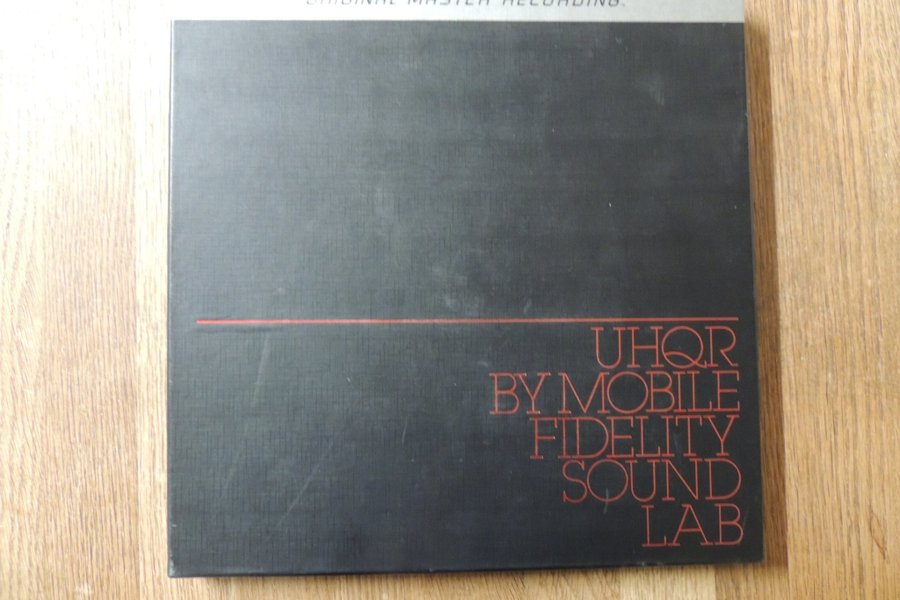 ORIGINAL MASTER RECORDING.
UHQR
BY MOBILE
FIDELITY
SOUND
LAB